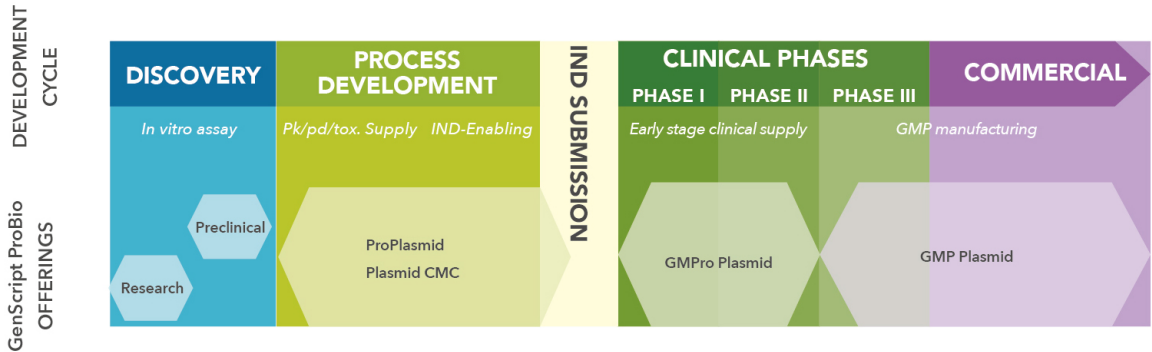 DEVELOPMENT
CYCLE
DISCOVERY
PROCESS
DEVELOPMENT
IND SUBMISSION
CLINICAL PHASES
PHASE I PHASE II PHASE III
COMMERCIAL
In vitro assay
Pk/pd/tox. Supply IND-Enabling
Early stage clinical supply
GMP manufacturing
GenScript ProBio
OFFERINGS
Preclinical
Research
ProPlasmid
Plasmid CMC
GMPro Plasmid
GMP Plasmid